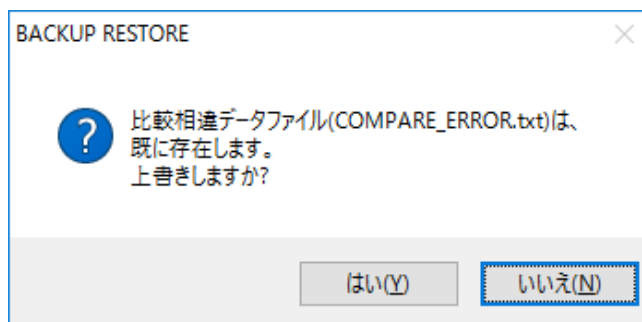 BACKUP RESTORE
比較相違データファイル(COMPARE_ERROR.txt)は、
既に存在します。
上書きしますか?
はい(Y)
いいえ(N)